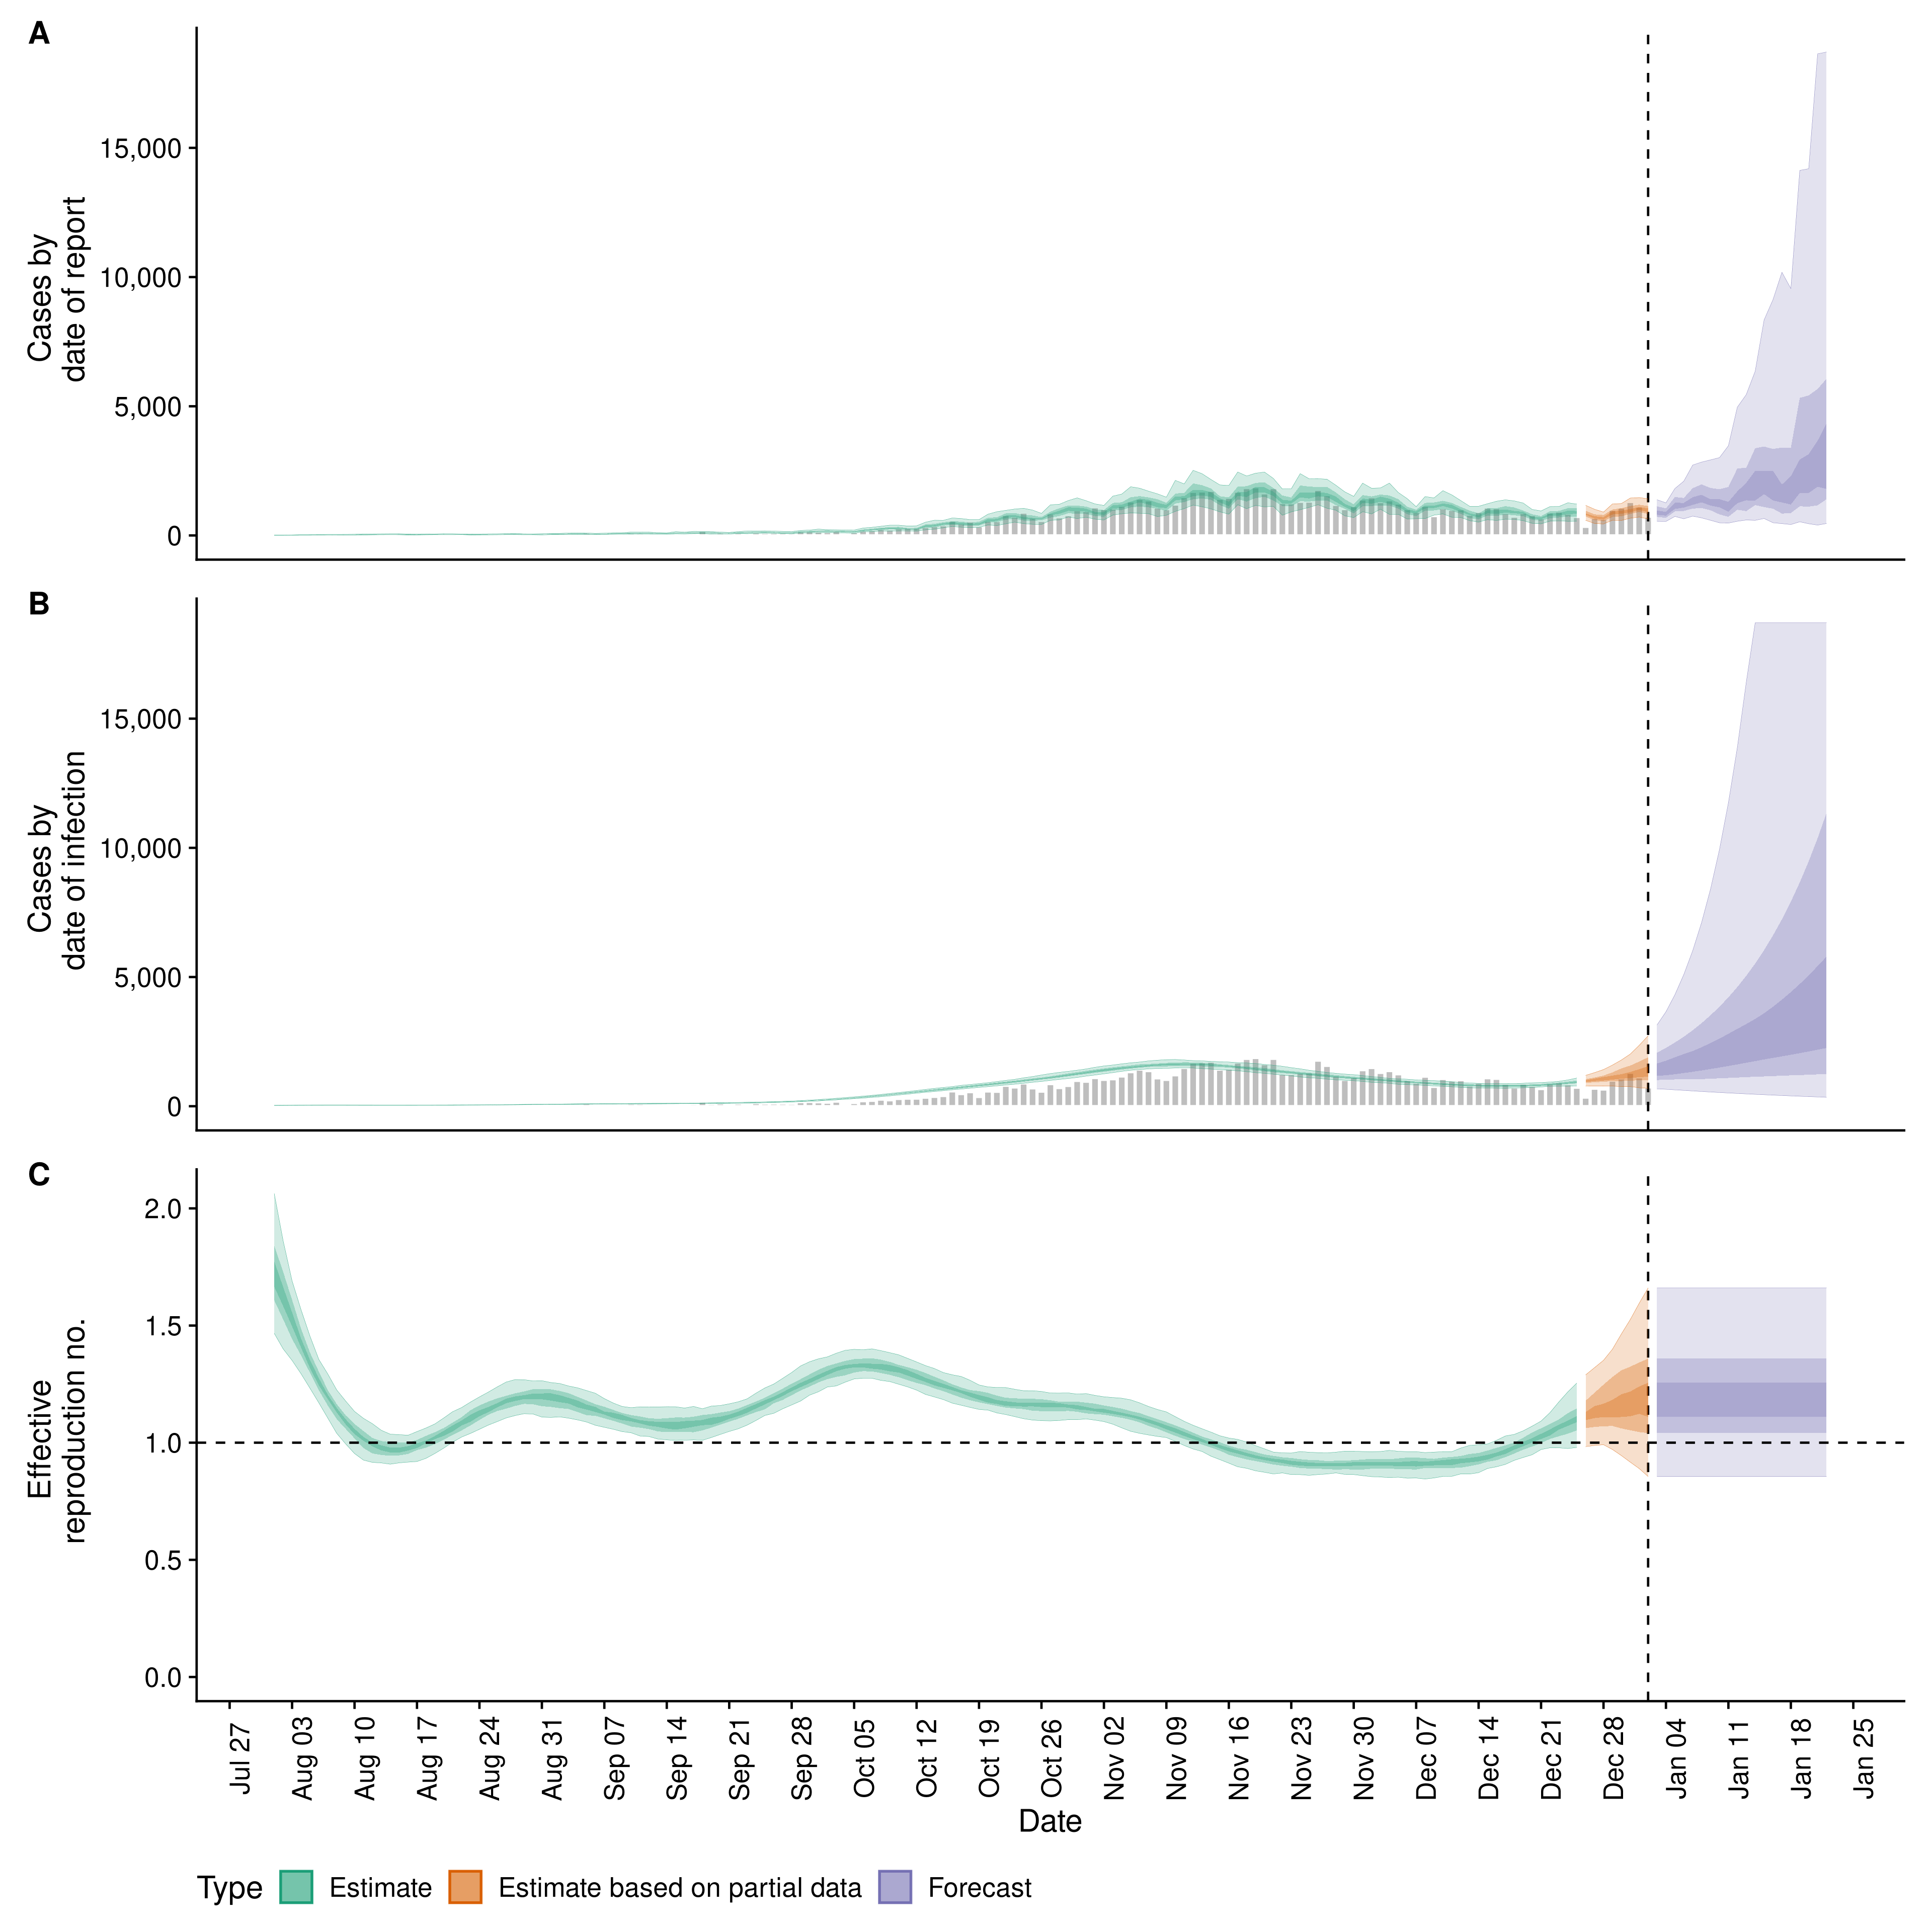 A
Cases by
date of report
15,000
10,000
5,000
0
B
Cases by
date of infection
15,000
10,000
5,000
0
C
Effective
reproduction no.
2.0
1.5
1.0
0.5
0.0
Jul 27
Aug 03
Aug 10
Aug 17
Aug 24
Aug 31
Sep 07
Sep 14
Sep 21
Sep 28
Oct 05
Oct 12
Oct 19
Oct 26
Nov 02
Nov 09
Nov 16
Nov 23
Nov 30
Dec 07
Dec 14
Dec 21
Dec 28
Jan 04
Jan 11
Jan 18
Jan 25
Date
Type Estimate Estimate based on partial data Forecast